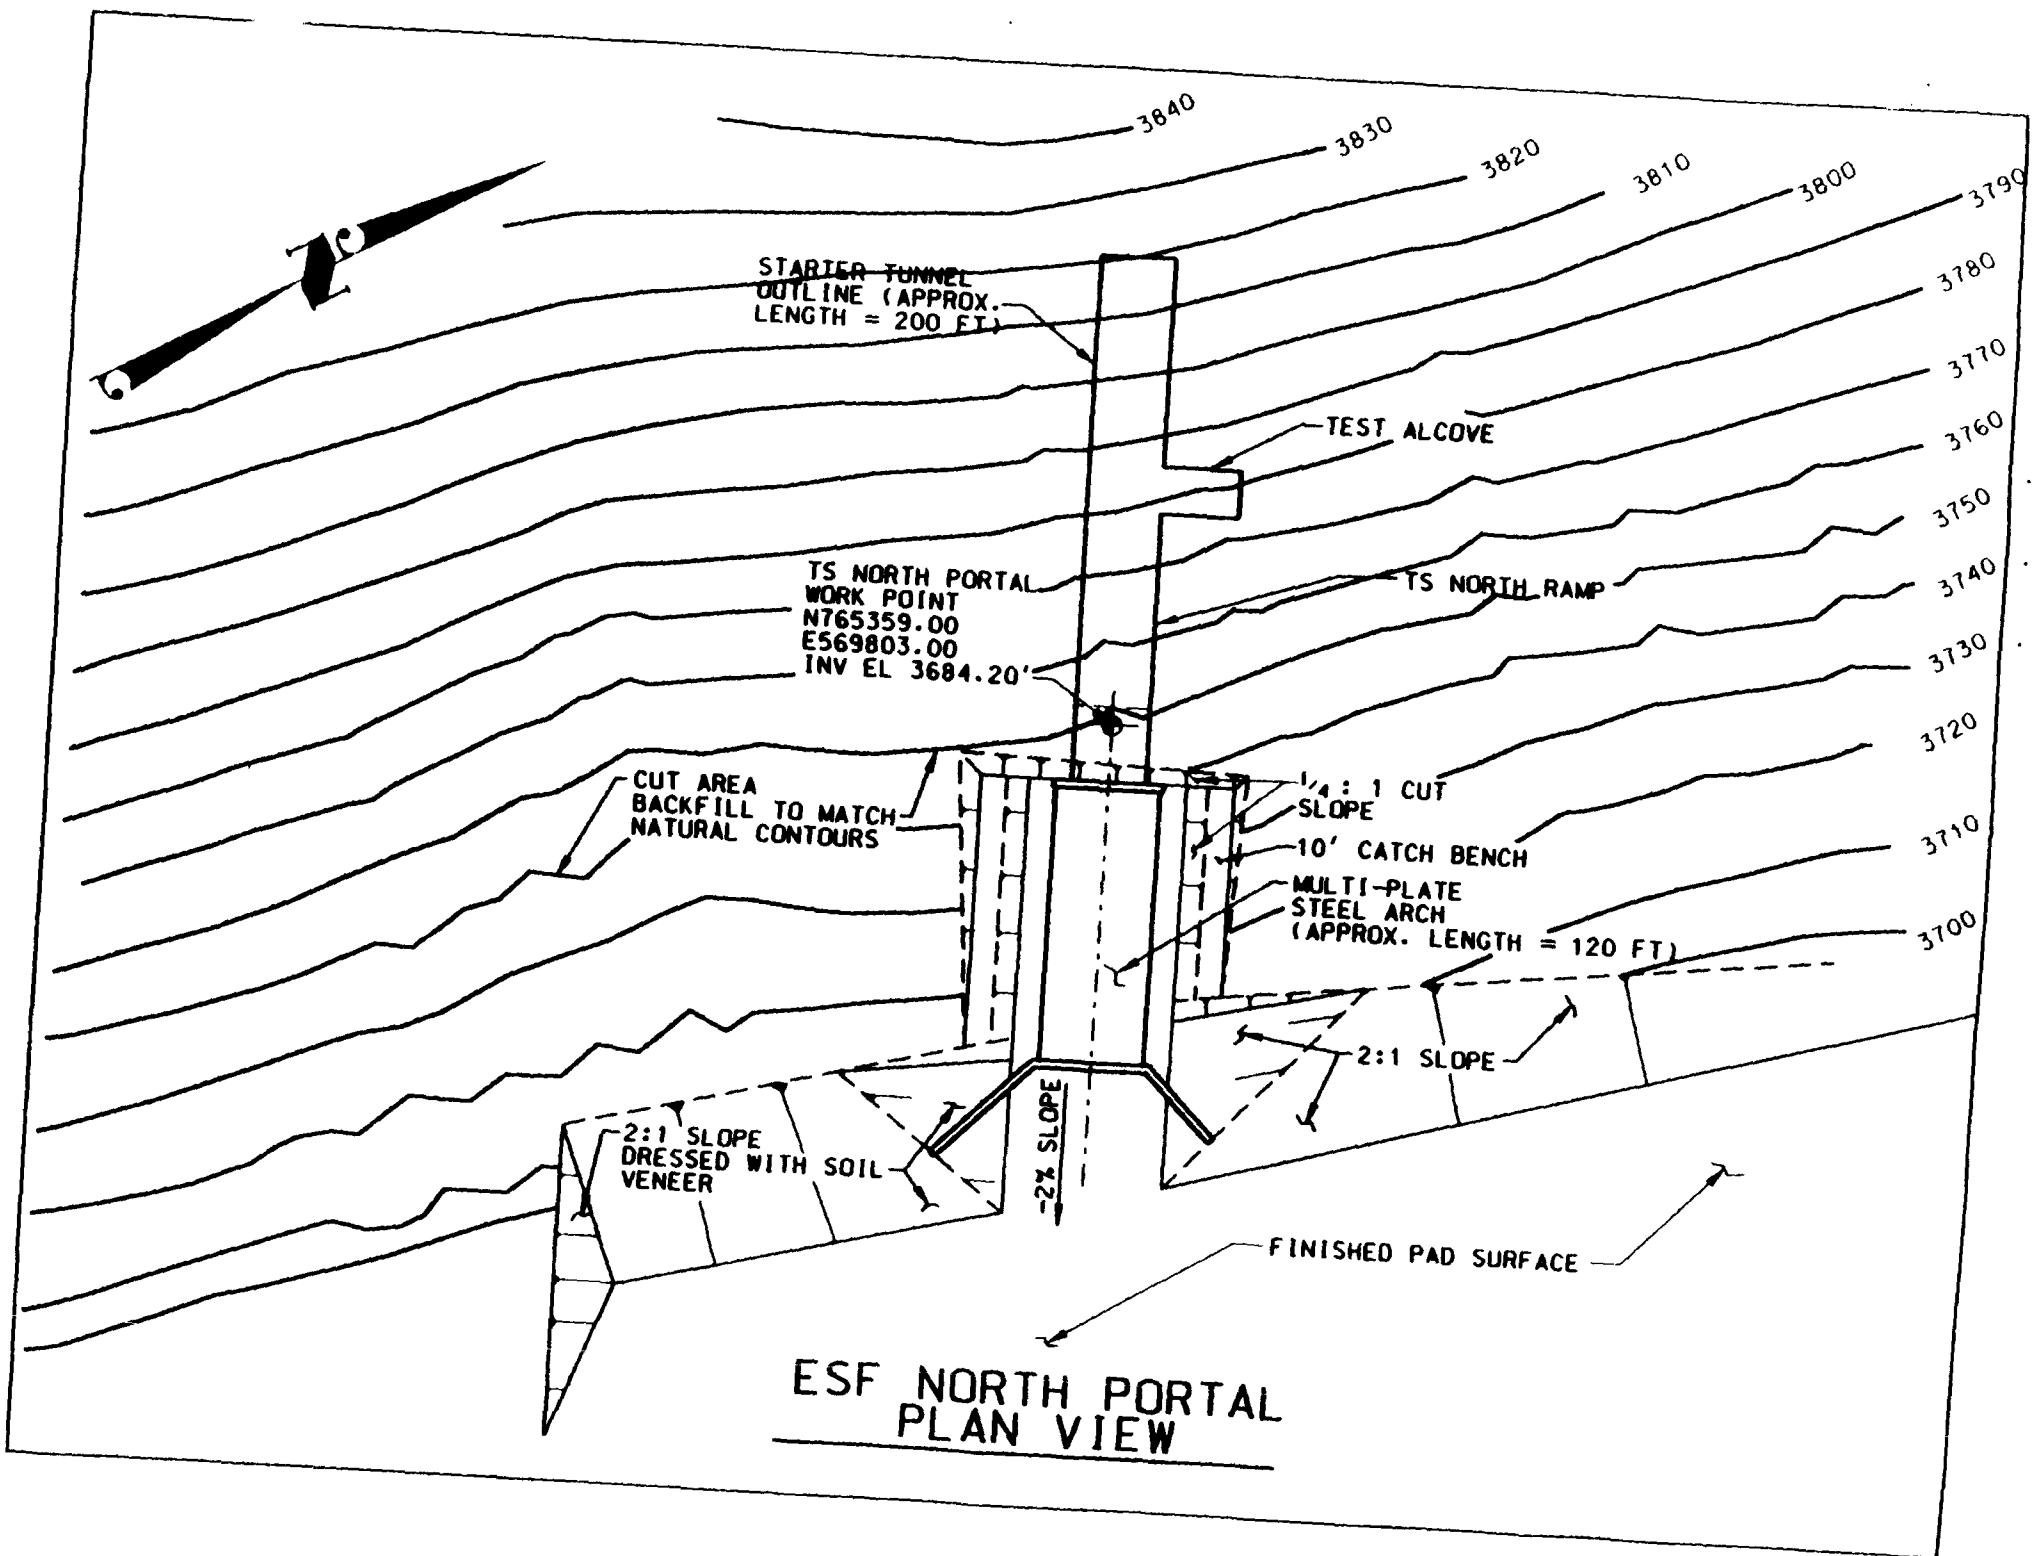 3840
3830
3820
3810
3800
3790
3780
3770
3760
3750
3740
3730
3720
3710
3700
STARTER TUNNEL
OUTLINE (APPROX.
LENGTH = 200 FT)
TEST ALCOVE
TS NORTH PORTAL
WORK POINT
N765359.00
E569803.00
INV EL 3684.20'
TS NORTH RAMP
CUT AREA
BACKFILL TO MATCH
NATURAL CONTOURS
1/4 : 1 CUT
SLOPE
10' CATCH BENCH
MULTI-PLATE
STEEL ARCH
(APPROX. LENGTH = 120 FT)
2:1 SLOPE
2:1 SLOPE
DRESSED WITH SOIL
VENEER
-2% SLOPE
FINISHED PAD SURFACE
ESF NORTH PORTAL
PLAN VIEW